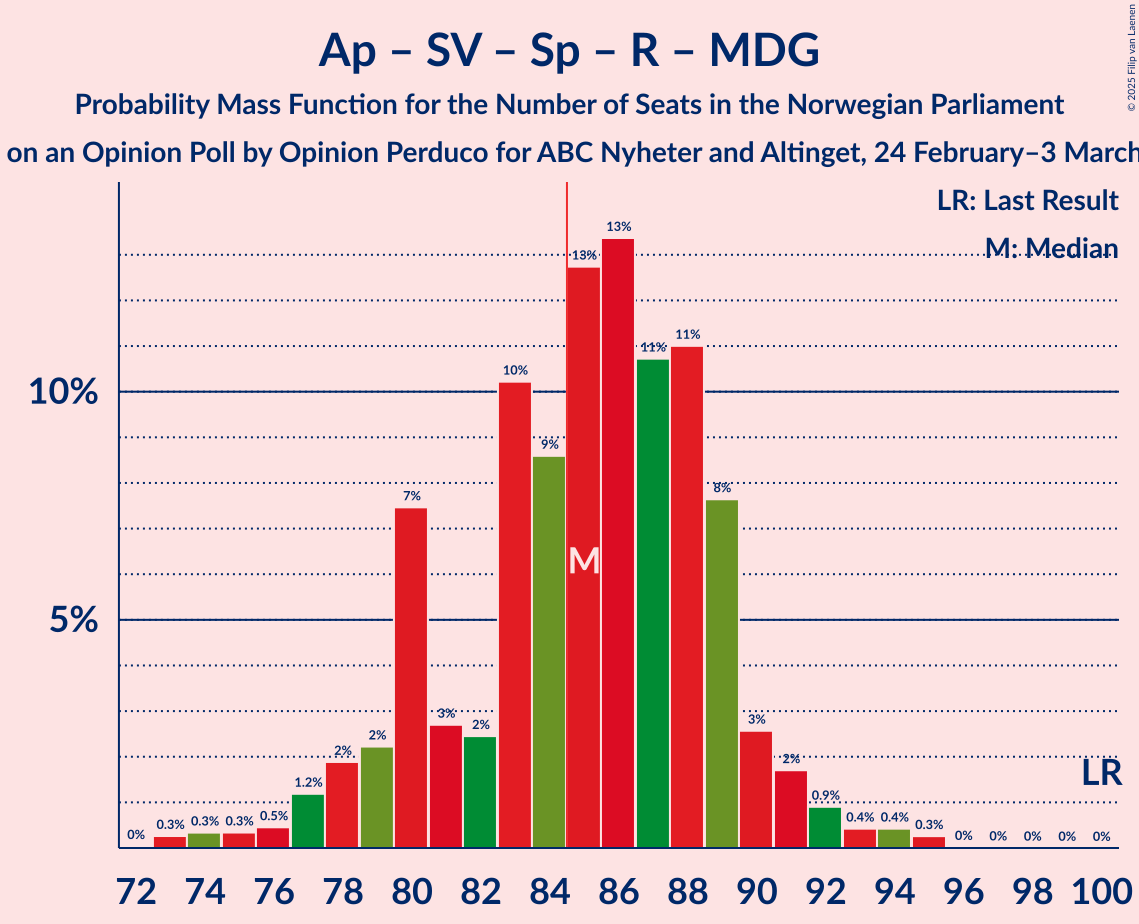 Ap – SV – Sp – R – MDG
Probability Mass Function for the Number of Seats in the Norwegian Parliament
on an Opinion Poll by Opinion Perduco for ABC Nyheter and Altinget, 24 February–3 March
© 2025 Filip van Laenen
LR: Last Result
M: Median
13%
13%
11%
11%
10%
10%
9%
8%
7%
M
5%
3%
2%
3%
2%
2%
2%
LR
1.2%
0.9%
0% 0.3% 0.3% 0.3% 0.5% 0.4% 0.4% 0.3% 0% 0% 0% 0% 0%
72 74 76 78 80 82 84 86 88 90 92 94 96 98 100